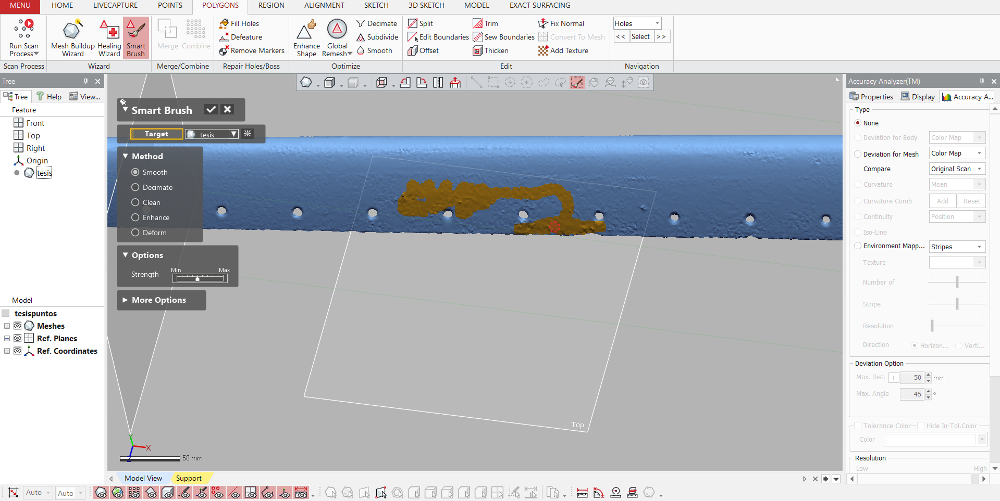 MENU HOME LIVECAPTURE POINTS POLYGONS REGION ALIGNMENT SKETCH 3D SKETCH MODEL EXACT SURFACING
Run Scan Process
Mesh Buildup Wizard
Healing Wizard
Smart Brush
Merge Combine
Fill Holes
Defeature
Remove Markers
Enhance Shape
Global Remesh
Decimate
Subdivide
Smooth
Split
Edit Boundaries
Offset
Trim
Sew Boundaries
Thicken
Fix Normal
Convert To Mesh
Add Texture
Holes
<< Select >>
Scan Process Wizard Merge/Combine Repair Holes/Boss Optimize Edit Navigation
Tree
Tree Help View...
Feature
Front
Top
Right
Origin
tesis
Model
tesispuntos
Meshes
Ref. Planes
Ref. Coordinates
Smart Brush
Target tesis
Method
Smooth
Decimate
Clean
Enhance
Deform
Options
Min Max
Strength
More Options
Top
Y
X
Z
50 mm
Model View Support
Auto Auto
Accuracy Analyzer(TM)
Properties Display Accuracy A...
Type
None
Deviation for Body Color Map
Deviation for Mesh Color Map
Compare Original Scan
Curvature Mean
Curvature Comb Add Reset
Continuity Position
Iso-Line
Environment Mapp... Stripes
Texture
Number of
Stripe
Resolution
Direction Horizon... Verti...
Deviation Option
Max. Dist. ! 50 mm
Max. Angle 45 °
Tolerance Color Hide In-Tol.Color
Color
Resolution
Low High